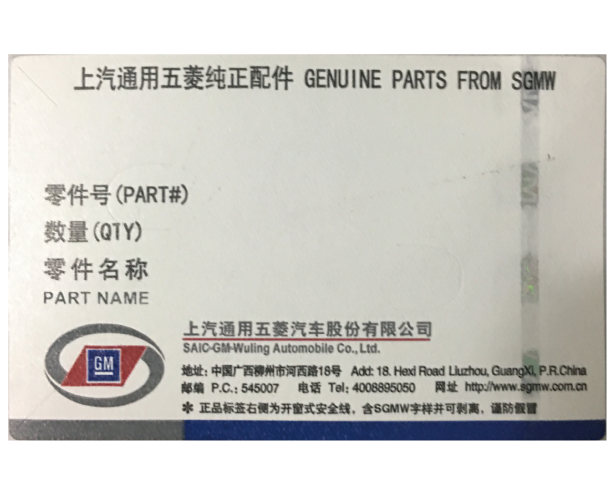 上汽通用五菱纯正配件 GENUINE PARTS FROM SGMW
零件号(PART#)
数量(QTY)
零件名称
PART NAME
GM
上汽通用五菱汽车股份有限公司
SAIC-GM-Wuling Automobile Co., Ltd.
地址: 中国广西柳州市河西路18号 Add: 18. Hexi Road Liuzhou, GuangXi, P.R.China
邮编 P.C.: 545007 电话 Tel: 4008895050 网址 http://www.sgmw.com.cn
* 正品标签右侧为开窗式安全线，含SGMW字样并可剥离，谨防假冒